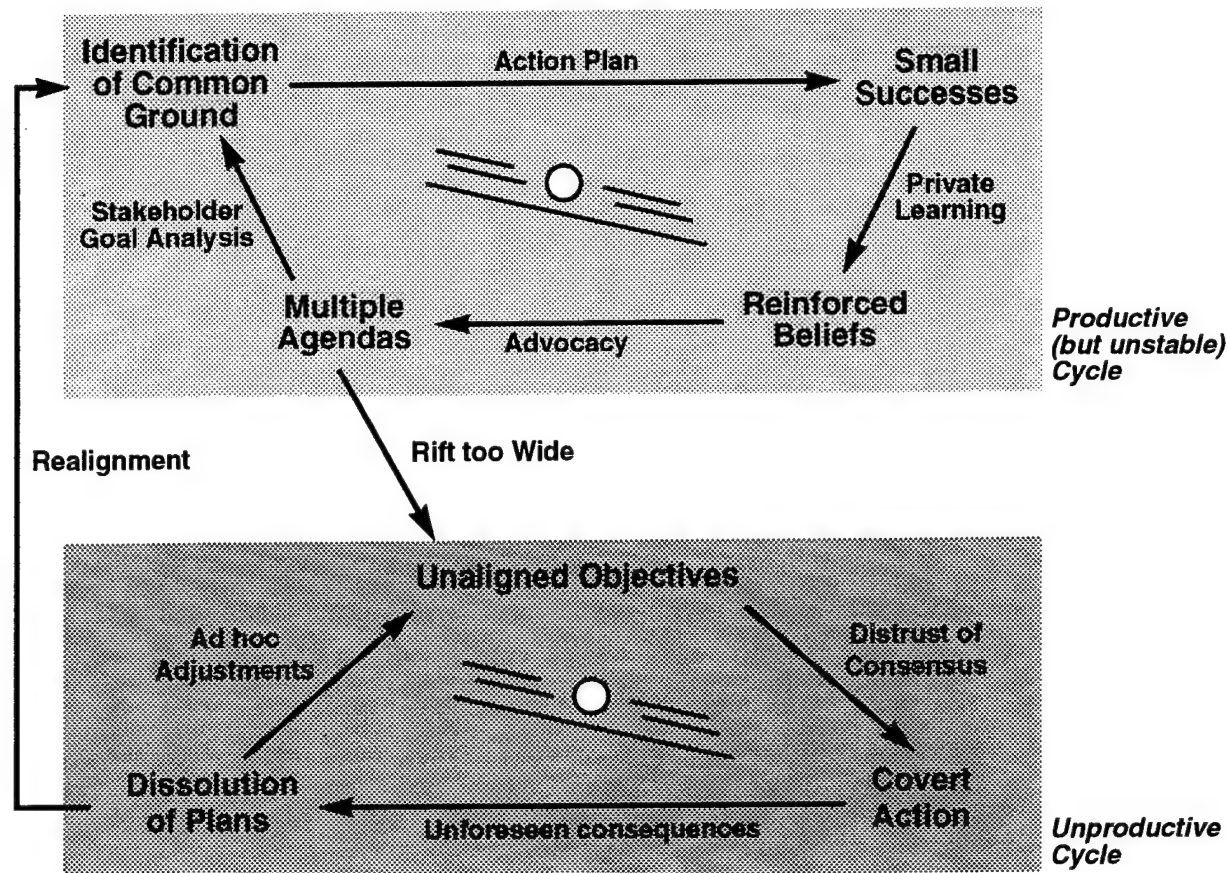 Identification
of Common
Ground
Action Plan
Small
Successes
Stakeholder
Goal Analysis
Private
Learning
Multiple
Agendas
Advocacy
Reinforced
Beliefs
Productive
(but unstable)
Cycle
Realignment
Rift too Wide
Unaligned Objectives
Ad hoc
Adjustments
Distrust of
Consensus
Dissolution
of Plans
Unforeseen consequences
Covert
Action
Unproductive
Cycle